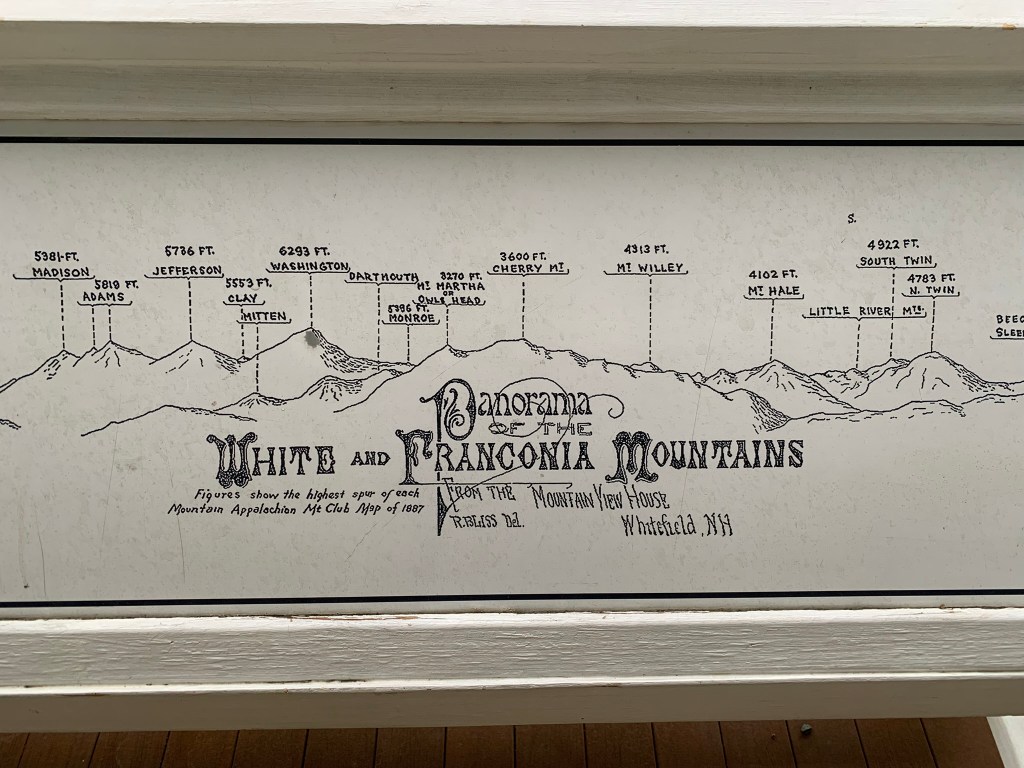 S.
5381 FT.
MADISON
5819 FT.
ADAMS
5736 FT.
JEFFERSON
5553 FT.
CLAY
MITTEN
6293 FT.
WASHINGTON
DARTMOUTH
5396 FT.
MONROE
3270 FT.
MT. MARTHA
OR
OWLS HEAD
3600 FT.
CHERRY MT.
4313 FT.
MT. WILLEY
4102 FT.
MT. HALE
LITTLE RIVER MTS.
4922 FT.
SOUTH TWIN
4783 FT.
N. TWIN
Panorama
OF THE
WHITE AND FRANCONIA MOUNTAINS
Figures show the highest spur of each
Mountain Appalachian Mt Club Map of 1887
FROM THE MOUNTAIN VIEW HOUSE
R.BLISS Del.
Whitefield, NH